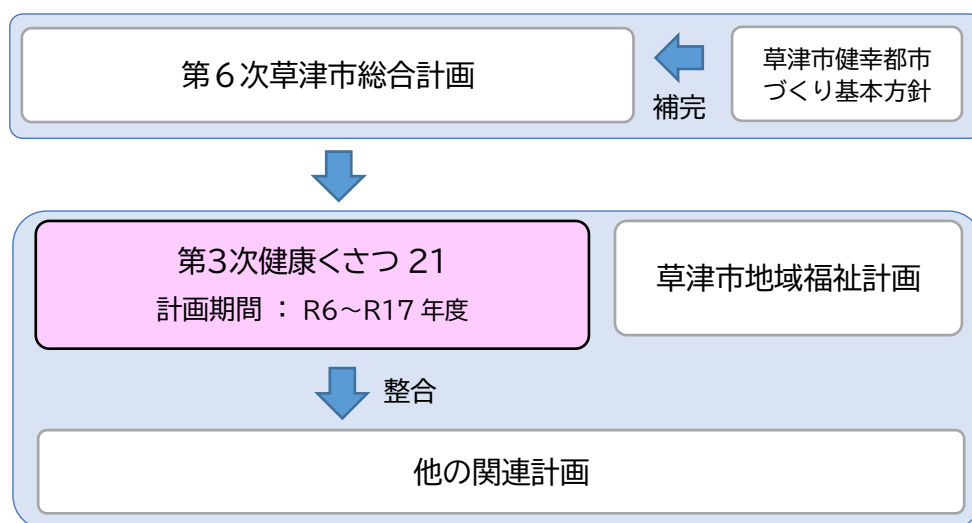 第６次草津市総合計画
補完
草津市健幸都市
づくり基本方針
第3次健康くさつ 21
計画期間 ： R6～R17 年度
草津市地域福祉計画
整合
他の関連計画